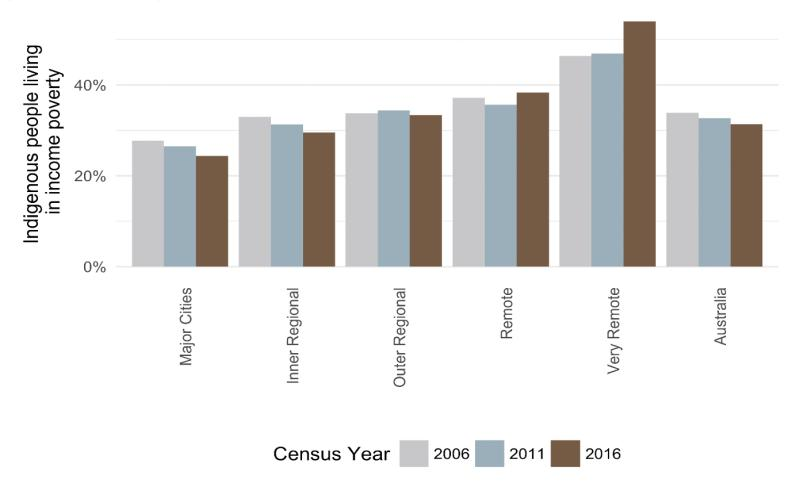 Indigenous people living
in income poverty
40%
20%
0%
Major Cities
Inner Regional
Outer Regional
Remote
Very Remote
Australia
Census Year 2006 2011 2016